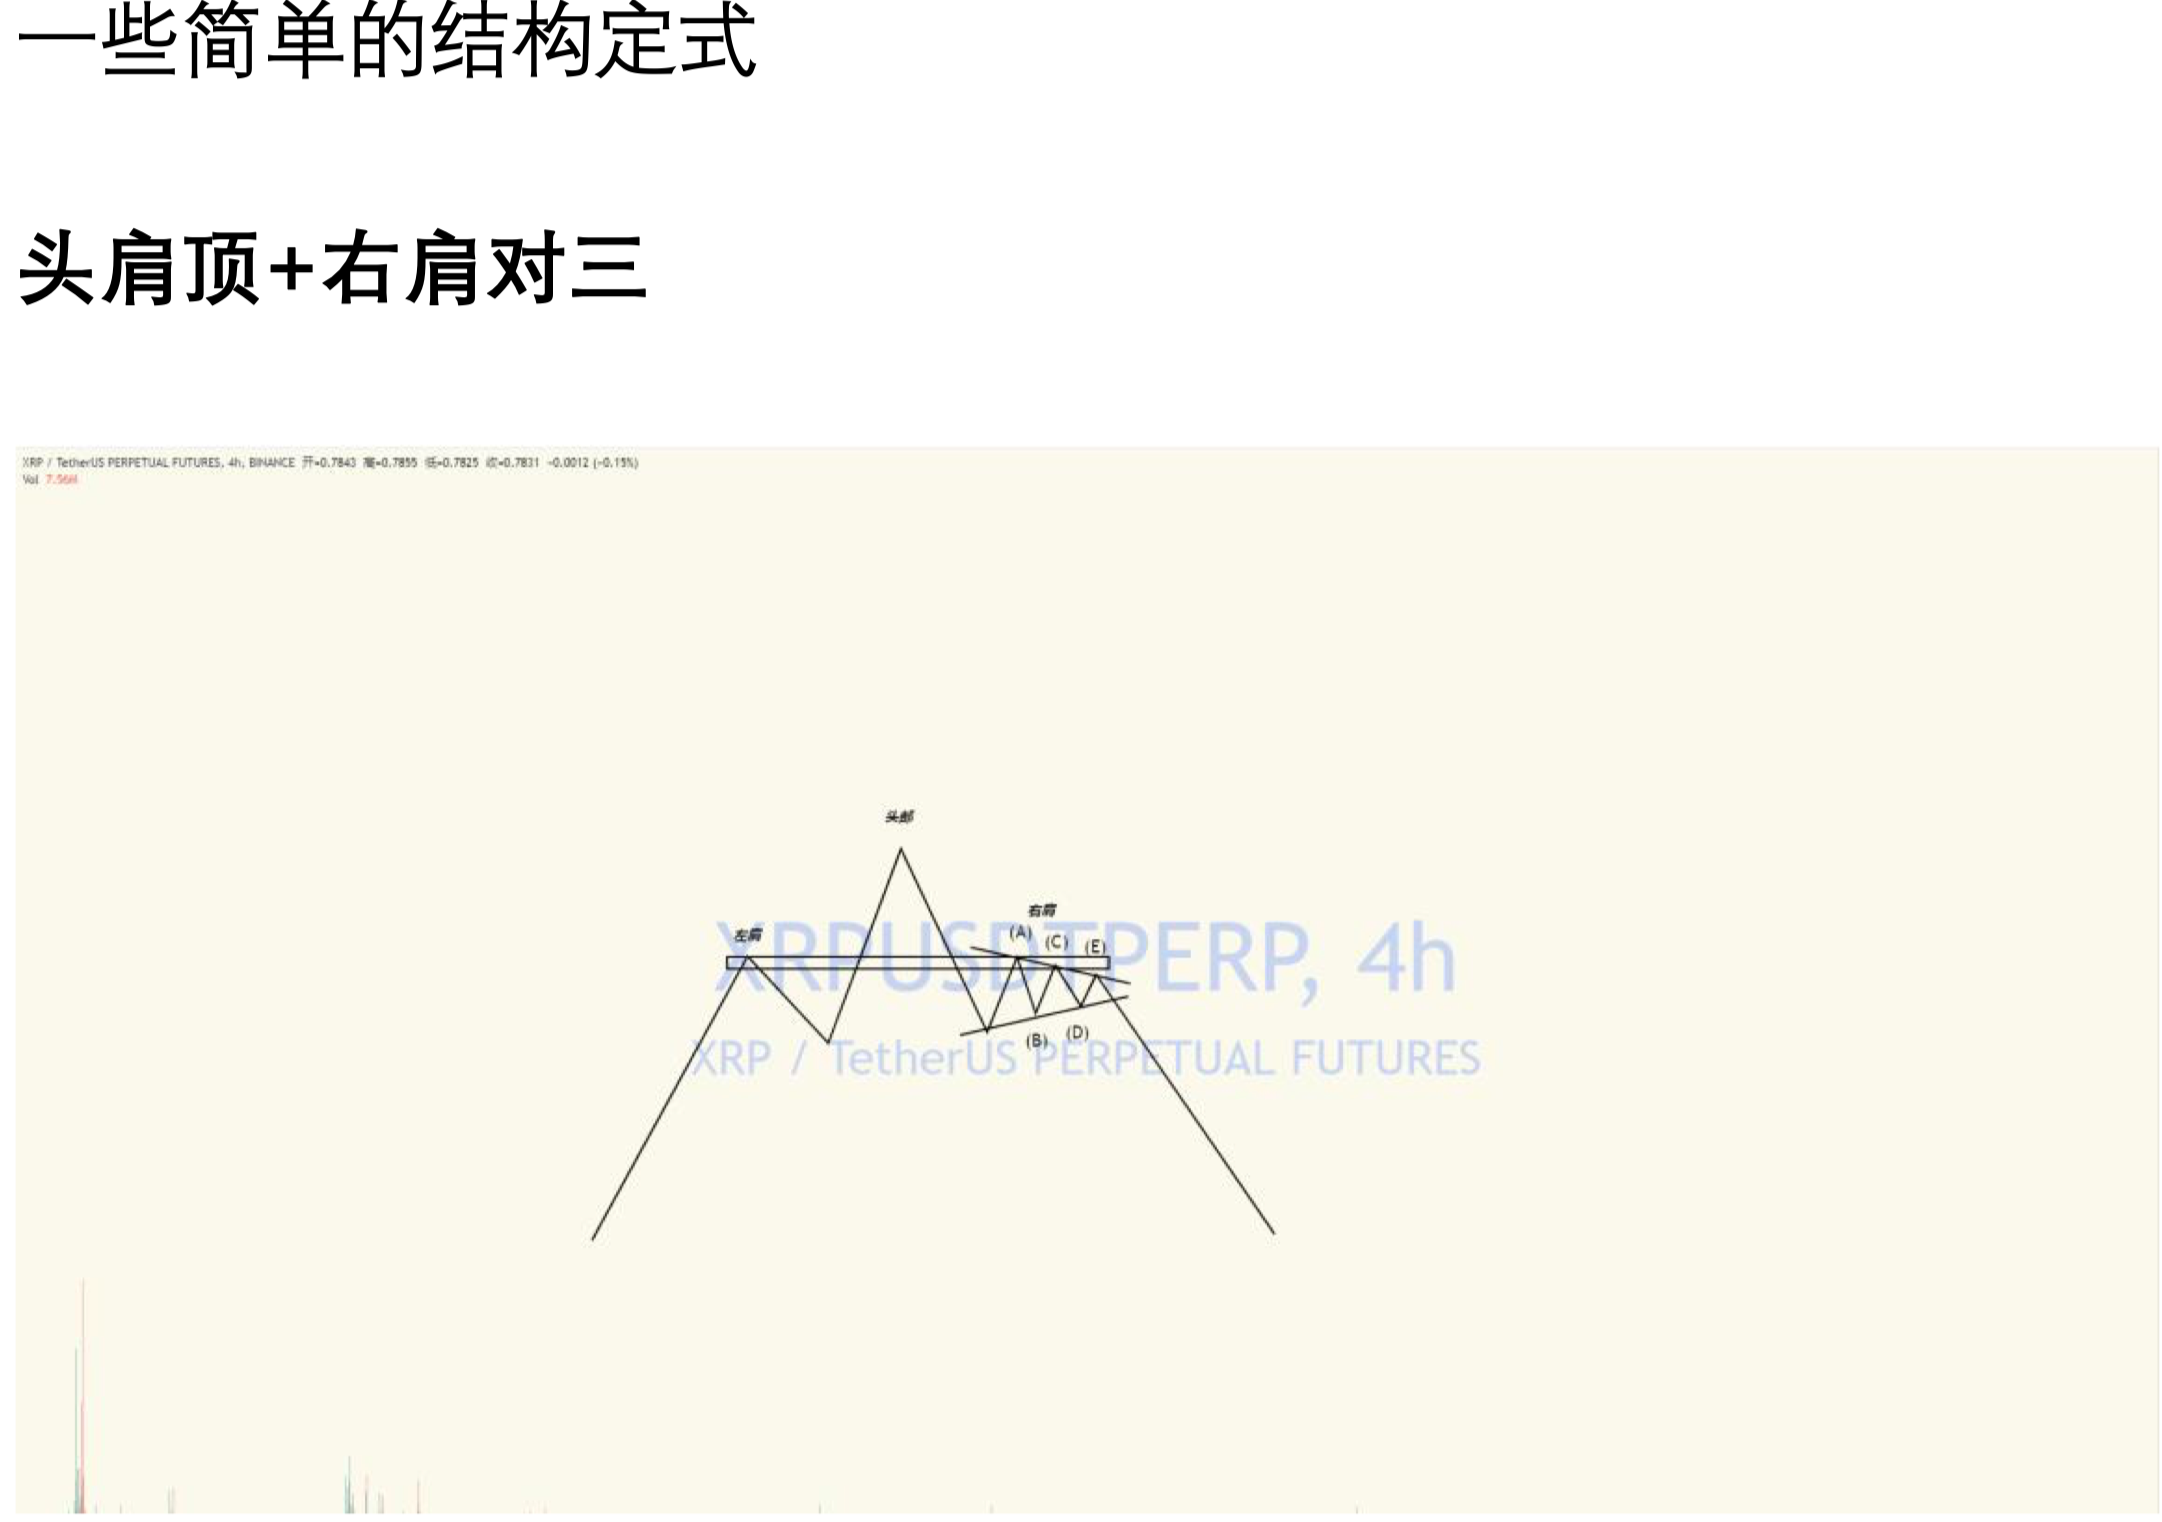 一些简单的结构定式
头肩顶+右肩对三
XRP / TetherUS PERPETUAL FUTURES, 4h, BINANCE 开=0.7843 高=0.7855 低=0.7825 收=0.7831 -0.0012 (-0.15%)
Vol 7.56M
头部
右肩
左肩
(A) (C) (E)
XRPUSDTPERP, 4h
(B) (D)
XRP / TetherUS PERPETUAL FUTURES